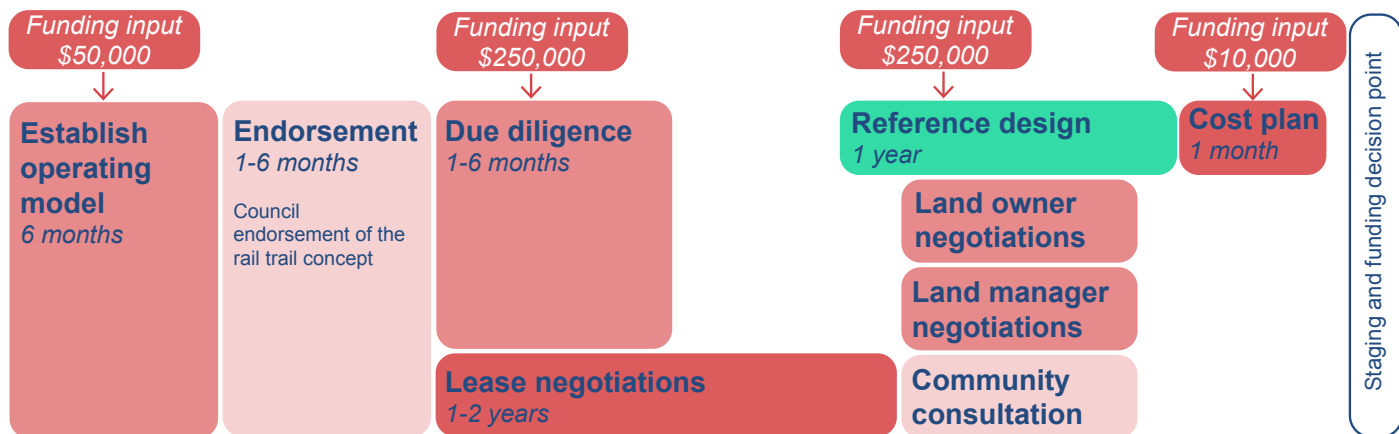 Funding input
$50,000
Funding input
$250,000
Funding input
$250,000
Funding input
$10,000
Establish
operating
model
6 months
Endorsement
1-6 months
Council
endorsement of the
rail trail concept
Due diligence
1-6 months
Lease negotiations
1-2 years
Reference design
1 year
Land owner
negotiations
Land manager
negotiations
Community
consultation
Cost plan
1 month
Staging and funding decision point